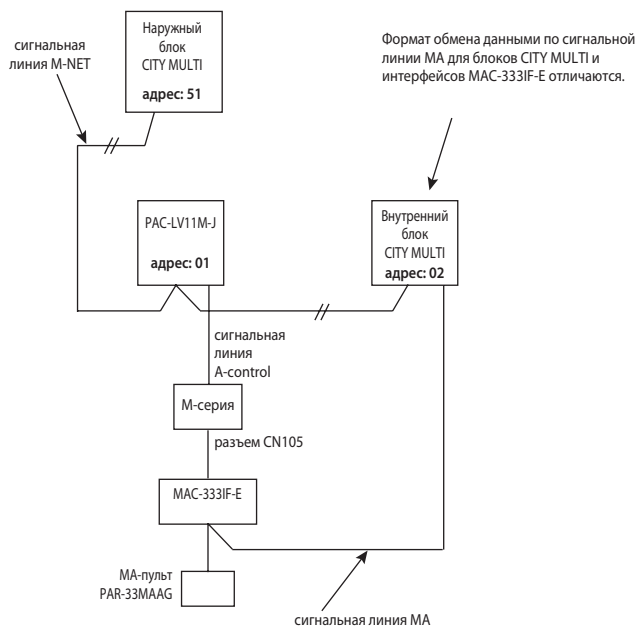 сигнальная
линия M-NET
Наружный
блок
CITY MULTI
адрес: 51
Формат обмена данными по сигнальной
линии MA для блоков CITY MULTI и
интерфейсов MAC-333IF-E отличаются.
PAC-LV11M-J
адрес: 01
Внутренний
блок
CITY MULTI
адрес: 02
сигнальная
линия
A-control
М-серия
разъем CN105
MAC-333IF-E
MA-пульт
PAR-33MAAG
сигнальная линия MA